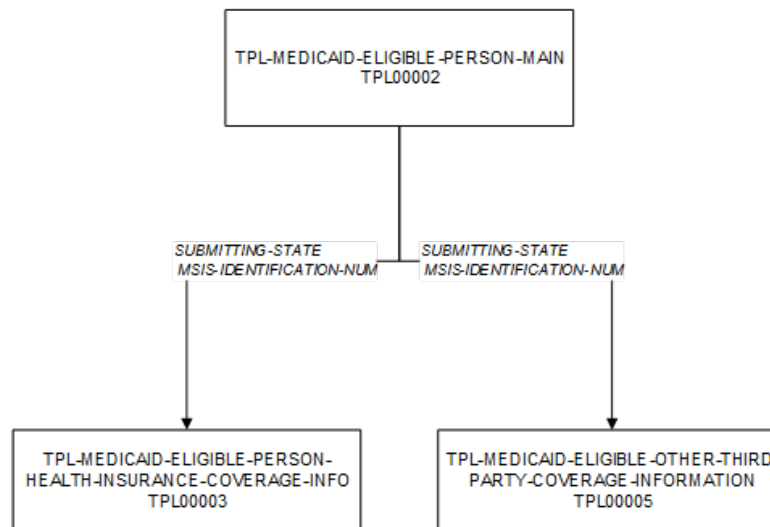 TPL-MEDICAID-ELIGIBLE-PERSON-MAIN
TPL00002
SUBMITTING-STATE
MSIS-IDENTIFICATION-NUM
SUBMITTING-STATE
MSIS-IDENTIFICATION-NUM
TPL-MEDICAID-ELIGIBLE-PERSON-
HEALTH-INSURANCE-COVERAGE-INFO
TPL00003
TPL-MEDICAID-ELIGIBLE-OTHER-THIRD
PARTY-COVERAGE-INFORMATION
TPL00005